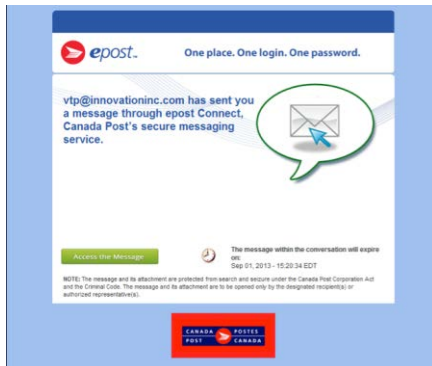 epost™
One place. One login. One password.
vtp@innovationinc.com has sent you
a message through epost Connect,
Canada Post's secure messaging
service.
Access the Message
The message within the conversation will expire
on:
Sep 01, 2013 - 15:20:34 EDT
NOTE: The message and its attachment are protected from search and seizure under the Canada Post Corporation Act
and the Criminal Code. The message and its attachment are to be opened only by the designated recipient(s) or
authorized representative(s).
CANADA POSTES
POST CANADA